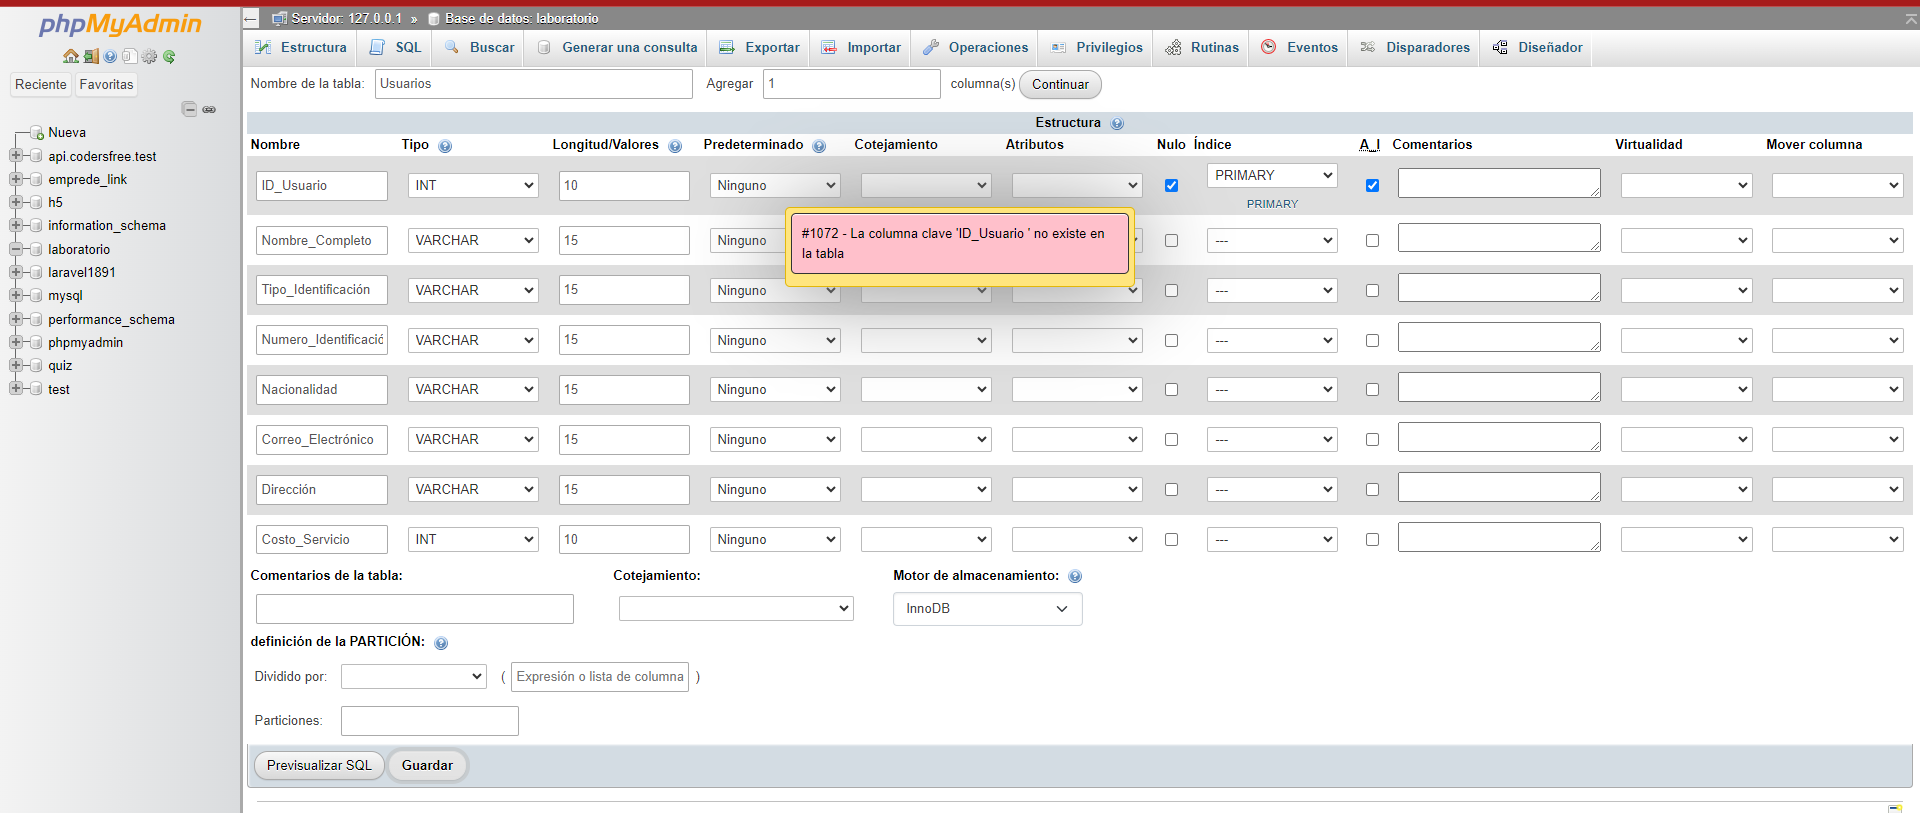 phpMyAdmin
Reciente Favoritas
Nueva
api.codersfree.test
emprede_link
h5
information_schema
laboratorio
laravel1891
mysql
performance_schema
phpmyadmin
quiz
test
Servidor: 127.0.0.1 » Base de datos: laboratorio
Estructura SQL Buscar Generar una consulta Exportar Importar Operaciones Privilegios Rutinas Eventos Disparadores Diseñador
Nombre de la tabla: Usuarios Agregar 1 columna(s) Continuar
Estructura
Nombre Tipo Longitud/Valores Predeterminado Cotejamiento Atributos Nulo Índice A_I Comentarios Virtualidad Mover columna
ID_Usuario INT 10 Ninguno PRIMARY
PRIMARY
#1072 - La columna clave 'ID_Usuario ' no existe en
la tabla
Nombre_Completo VARCHAR 15 Ninguno ---
Tipo_Identificación VARCHAR 15 Ninguno ---
Numero_Identificació VARCHAR 15 Ninguno ---
Nacionalidad VARCHAR 15 Ninguno ---
Correo_Electrónico VARCHAR 15 Ninguno ---
Dirección VARCHAR 15 Ninguno ---
Costo_Servicio INT 10 Ninguno ---
Comentarios de la tabla: Cotejamiento: Motor de almacenamiento:
InnoDB
definición de la PARTICIÓN:
Dividido por: ( Expresión o lista de columna )
Particiones:
Previsualizar SQL Guardar